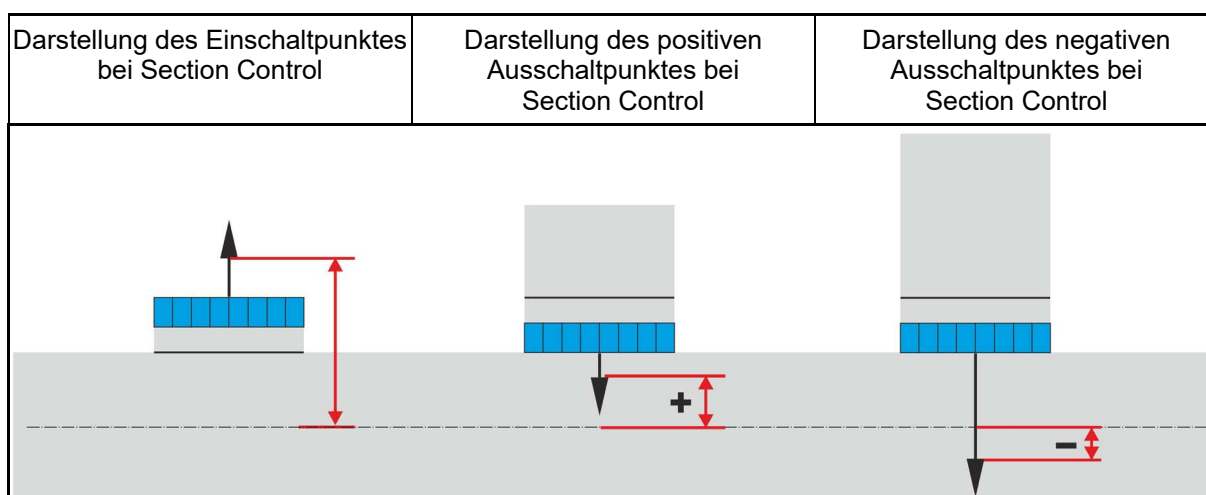 Darstellung des Einschaltpunktes
bei Section Control
Darstellung des positiven
Ausschaltpunktes bei
Section Control
Darstellung des negativen
Ausschaltpunktes bei
Section Control
+
-